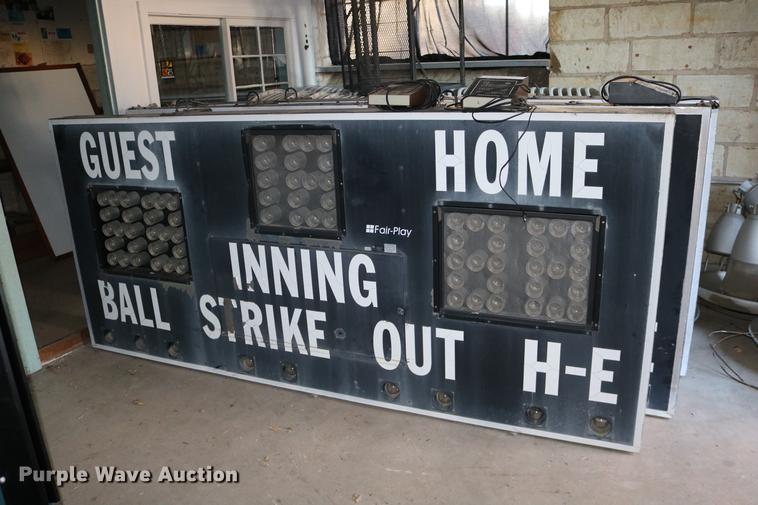 GUEST
HOME
Fair-Play
INNING
BALL STRIKE OUT H-E
Purple Wave Auction